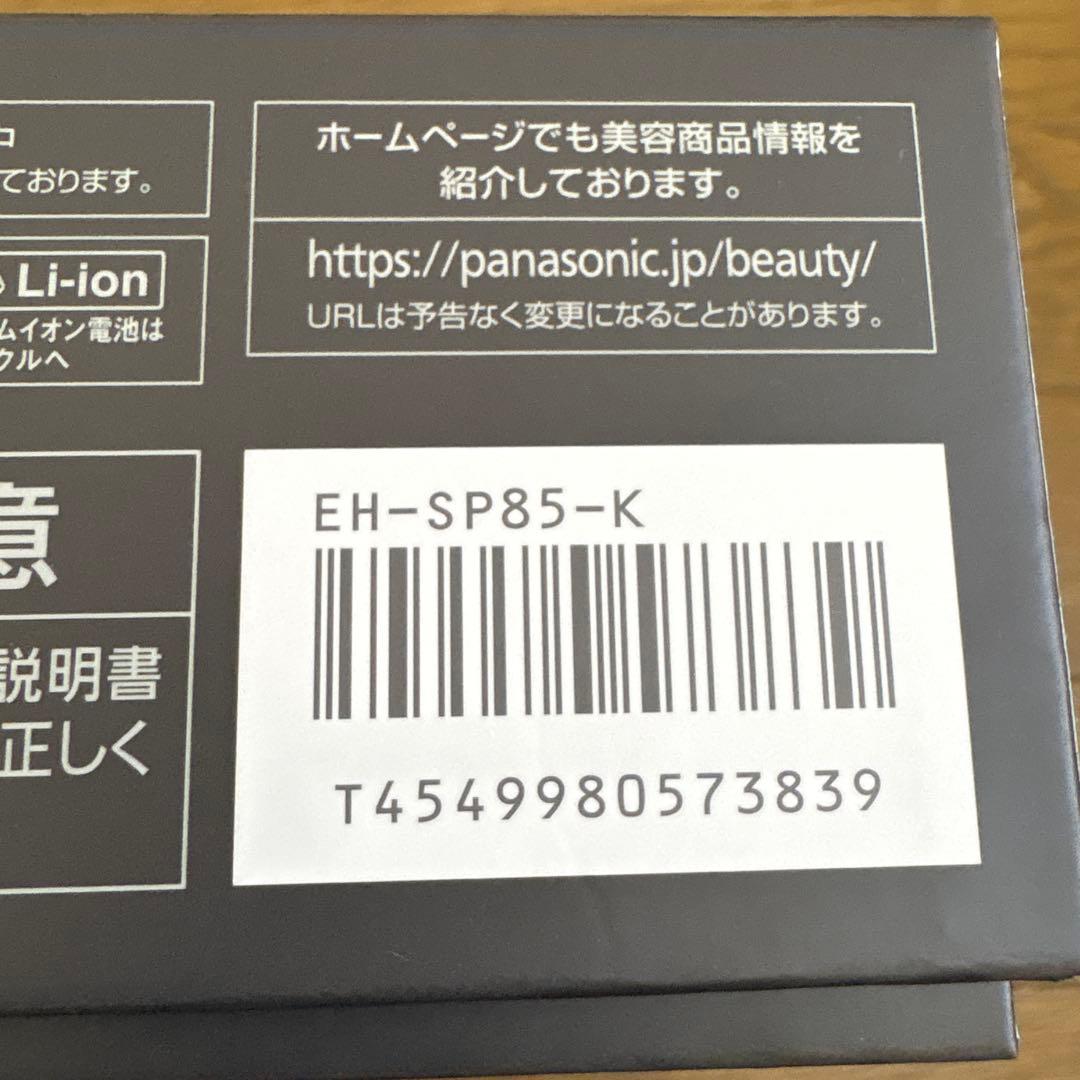 中
ております。
ホームページでも美容商品情報を
紹介しております。
https://panasonic.jp/beauty/
URLは予告なく変更になることがあります。
Li-ion
ムイオン電池は
クルへ
意
説明書
正しく
EH-SP85-K
T4549980573839